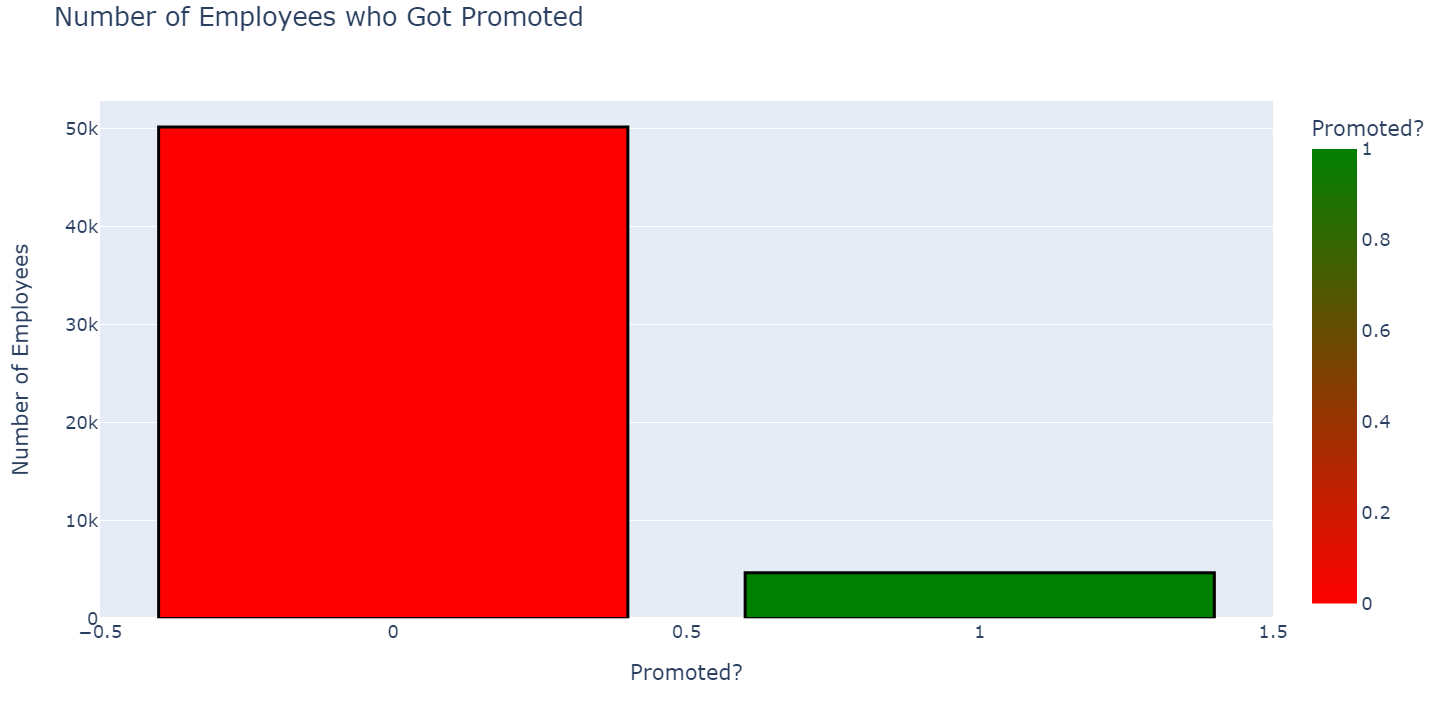 Number of Employees who Got Promoted
Number of Employees
50k
40k
30k
20k
10k
0
−0.5
0
0.5
1
1.5
Promoted?
Promoted?
1
0.8
0.6
0.4
0.2
0